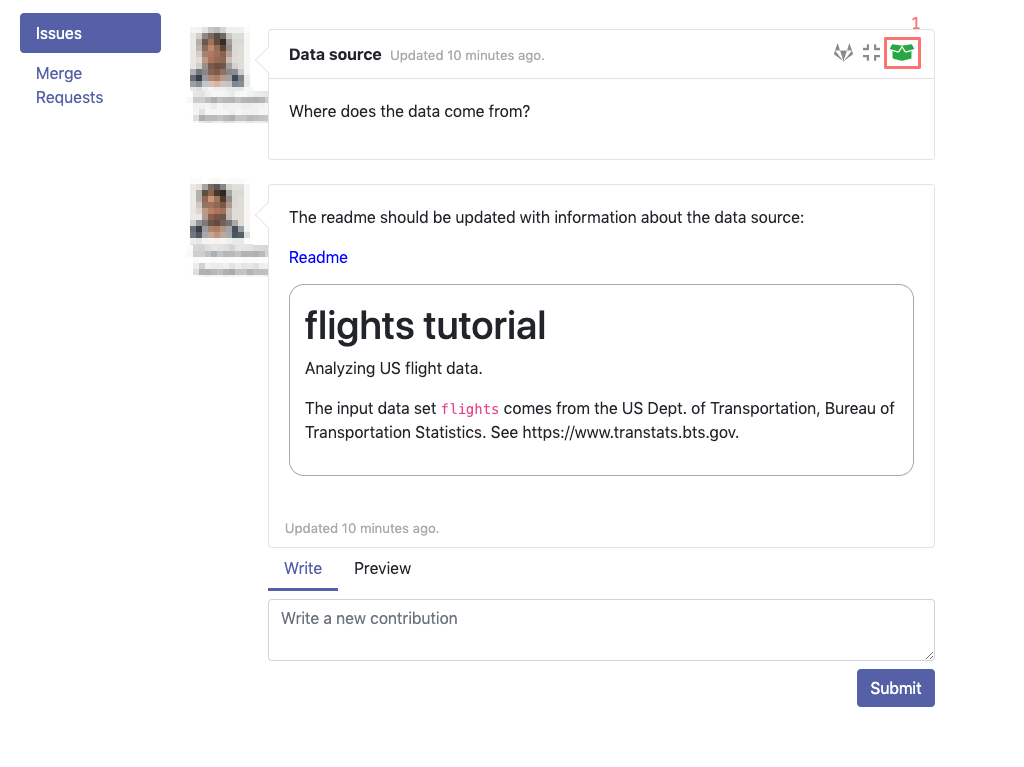 Issues
Merge
Requests
1
Data source Updated 10 minutes ago.
Where does the data come from?
The readme should be updated with information about the data source:
Readme
flights tutorial
Analyzing US flight data.
The input data set flights comes from the US Dept. of Transportation, Bureau of
Transportation Statistics. See https://www.transtats.bts.gov.
Updated 10 minutes ago.
Write Preview
Write a new contribution
Submit